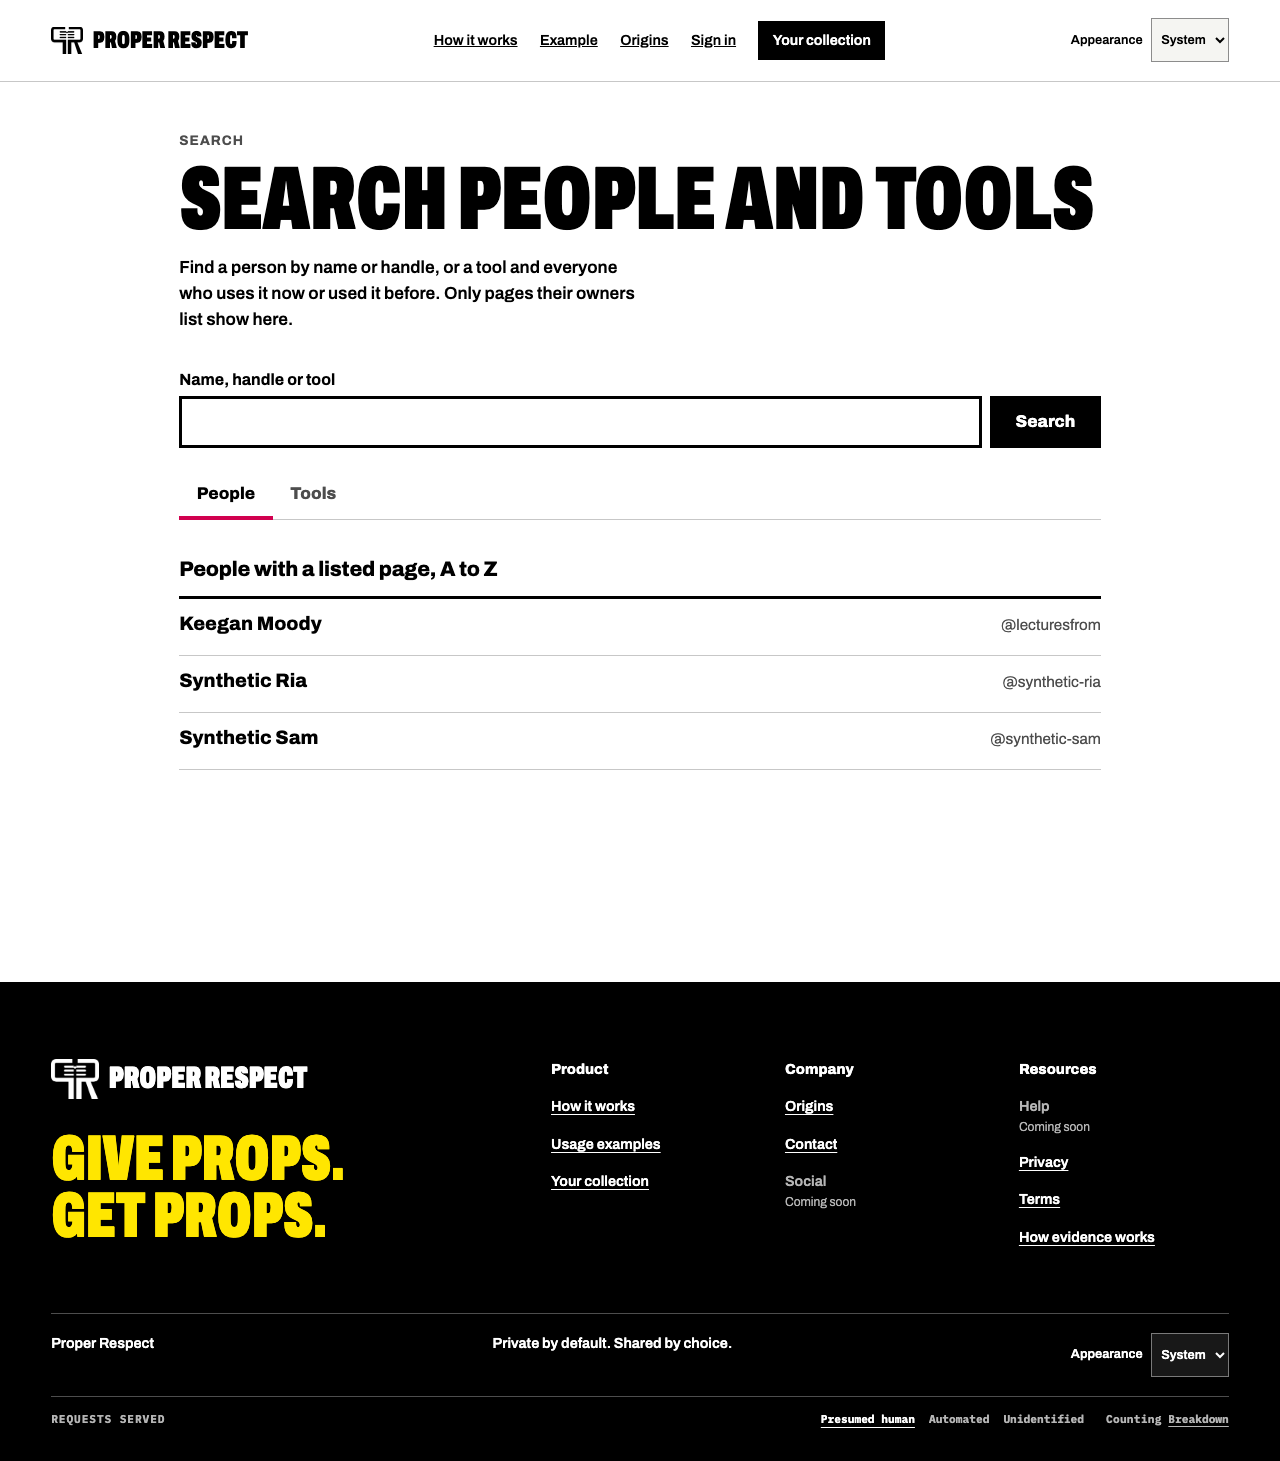 PROPER RESPECT
How it works
Example
Origins
Sign in
Your collection
Appearance
System
SEARCH
SEARCH PEOPLE AND TOOLS
Find a person by name or handle, or a tool and everyone
who uses it now or used it before. Only pages their owners
list show here.
Name, handle or tool
Search
People
Tools
People with a listed page, A to Z
Keegan Moody
@lecturesfrom
Synthetic Ria
@synthetic-ria
Synthetic Sam
@synthetic-sam
PROPER RESPECT
GIVE PROPS.
GET PROPS.
Product
How it works
Usage examples
Your collection
Company
Origins
Contact
Social
Coming soon
Resources
Help
Coming soon
Privacy
Terms
How evidence works
Proper Respect
Private by default. Shared by choice.
Appearance
System
REQUESTS SERVED
Presumed human
Automated
Unidentified
Counting
Breakdown